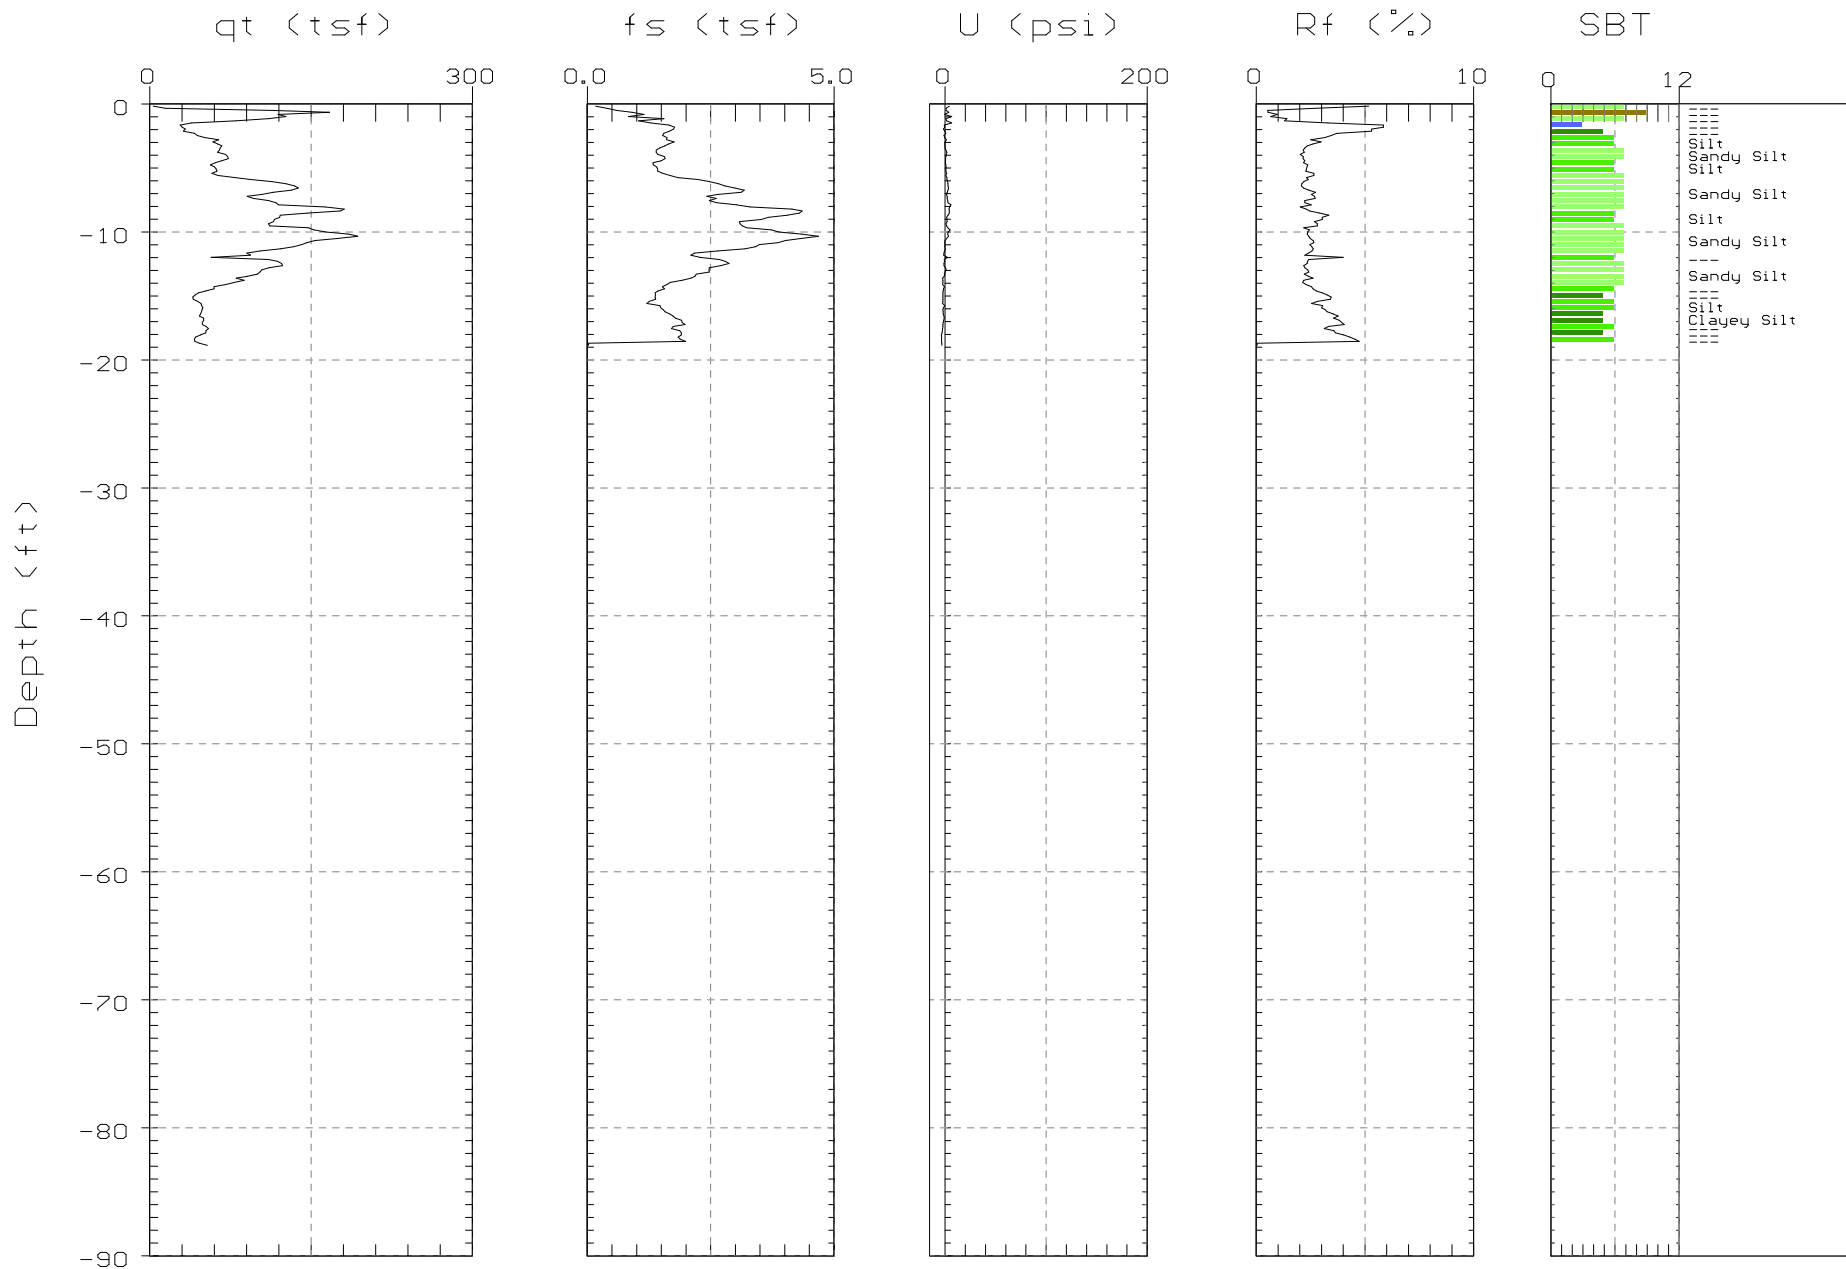 qt (tsf)
fs (tsf)
U (psi)
Rf (%)
SBT
0
300
0.0
5.0
0
200
0
10
0
12
0
-10
-20
-30
-40
-50
-60
-70
-80
-90
Depth (ft)
---
---
---
---
---
Silt
Sandy Silt
Silt
Sandy Silt
Silt
Sandy Silt
---
Sandy Silt
---
---
Silt
Clayey Silt
---
---
---